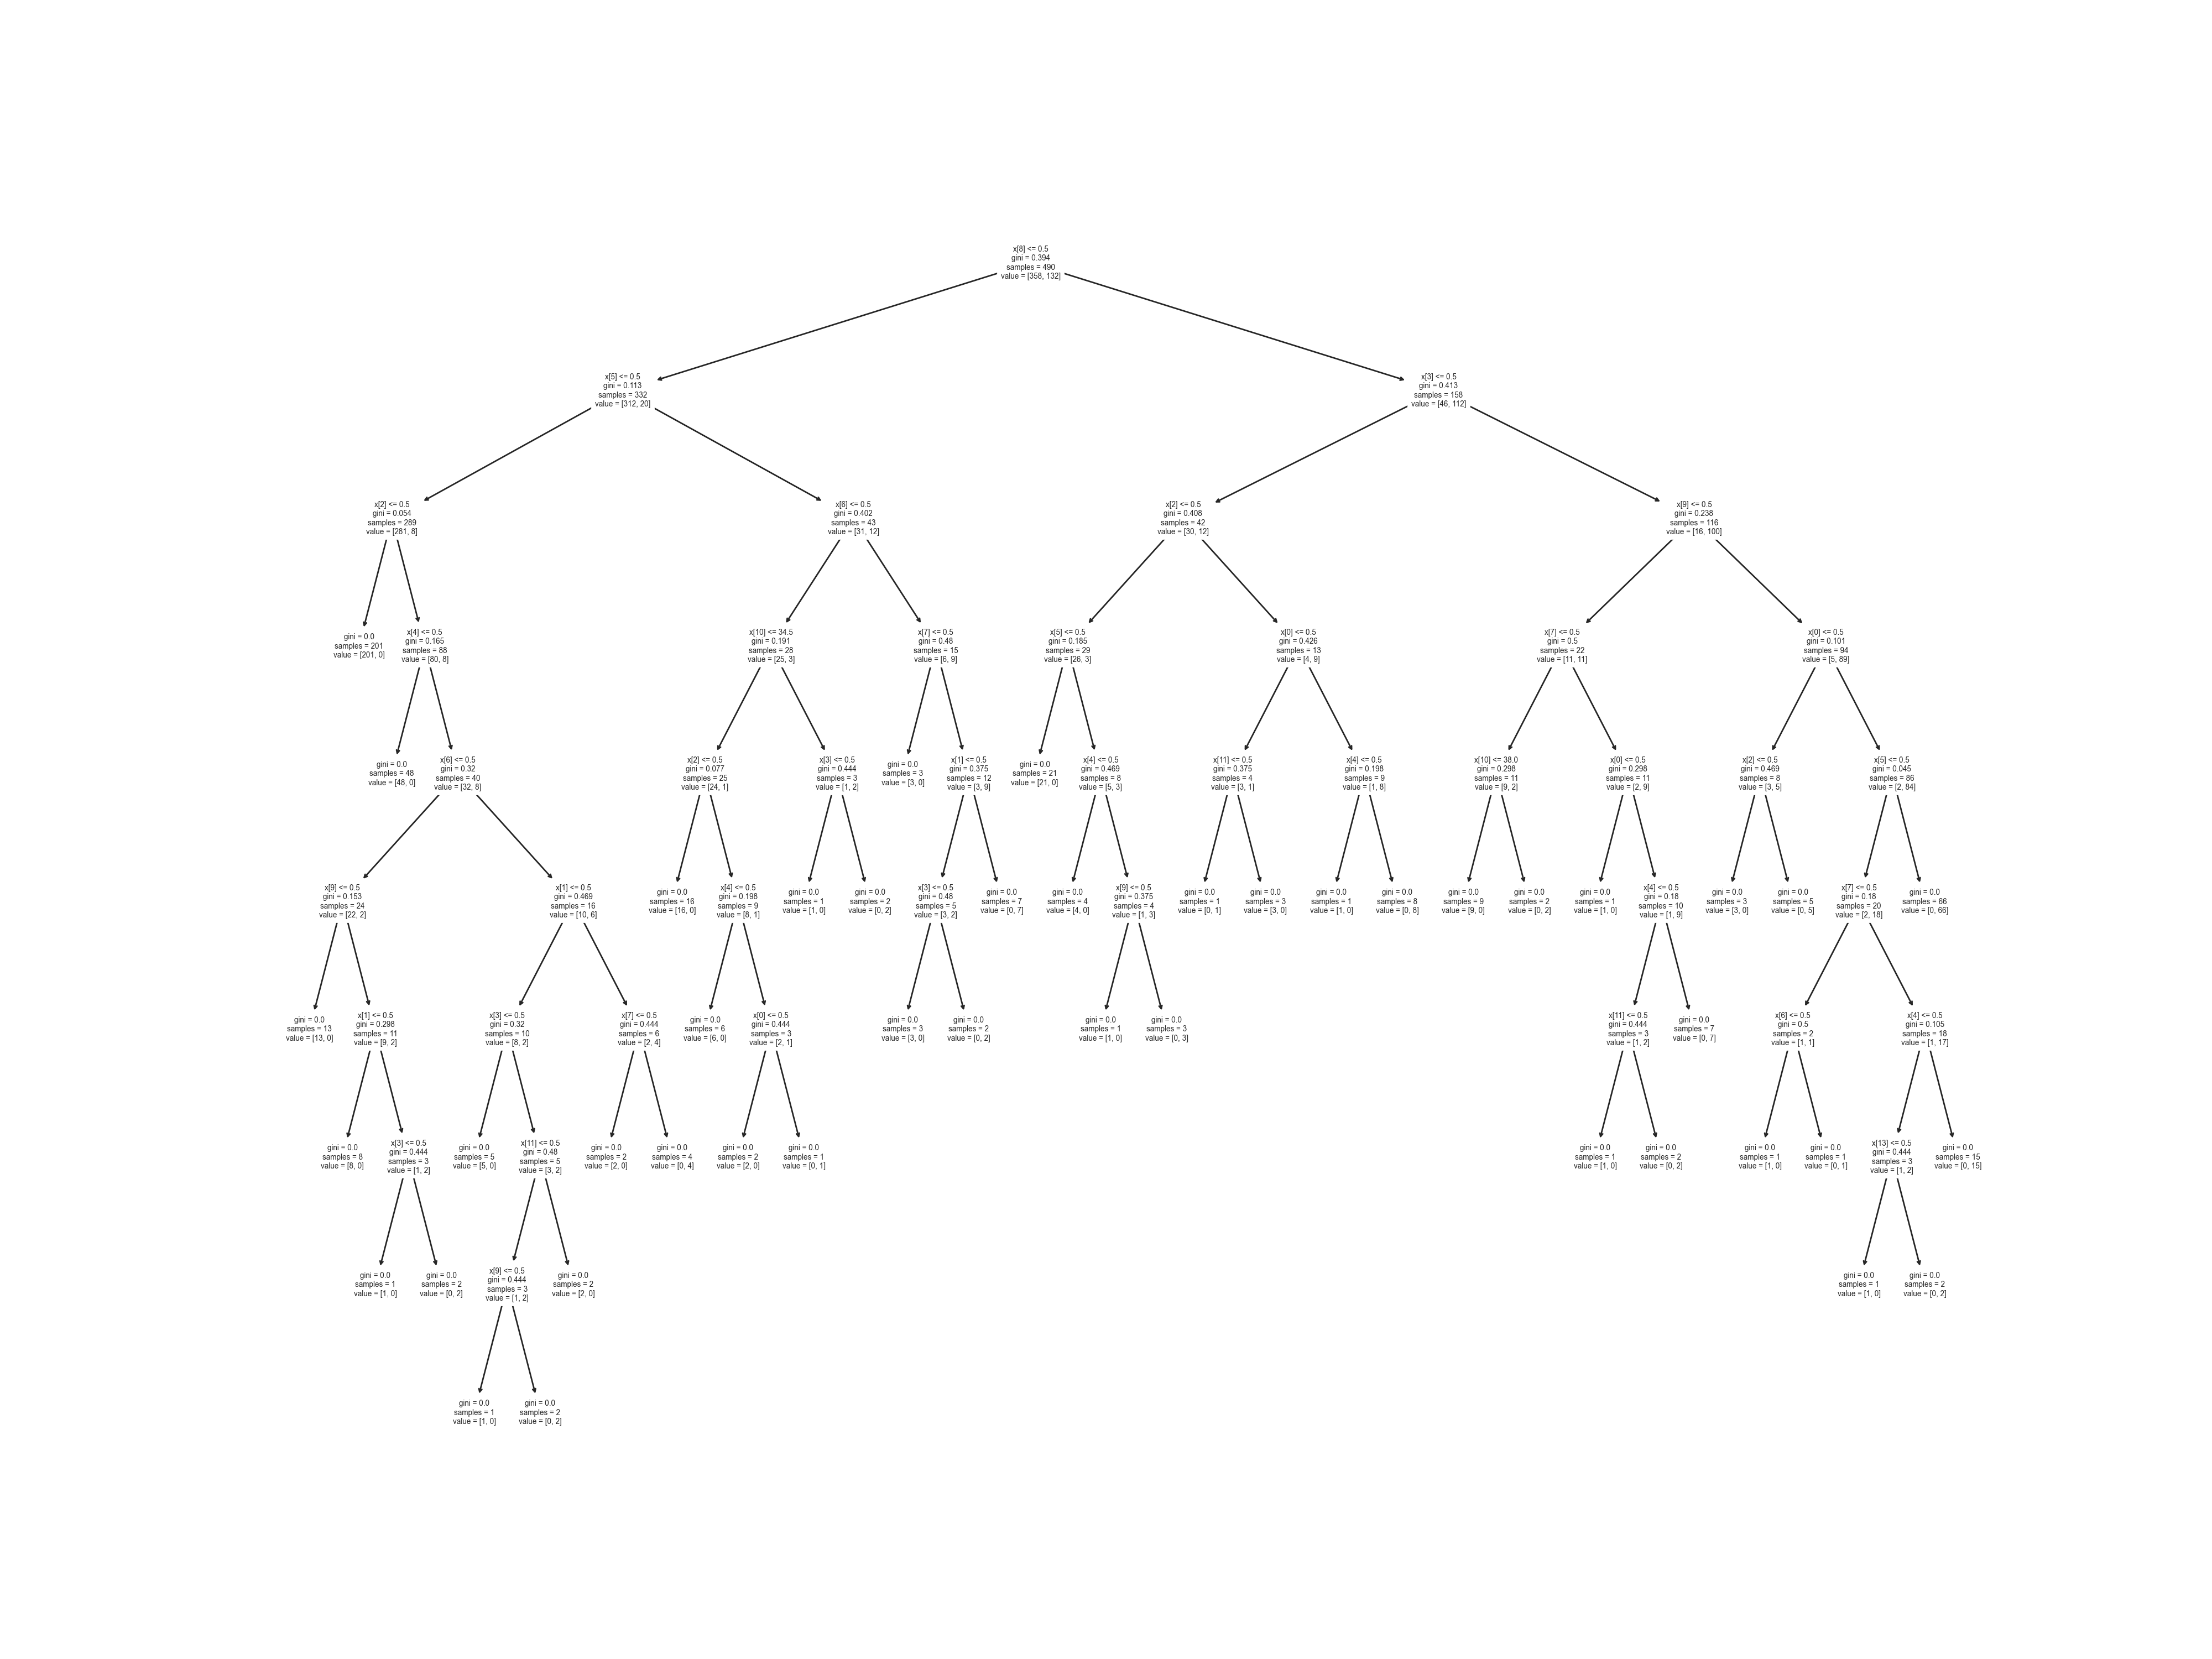 x[8] <= 0.5
gini = 0.394
samples = 490
value = [358, 132]
x[5] <= 0.5
gini = 0.113
samples = 332
value = [312, 20]
x[3] <= 0.5
gini = 0.413
samples = 158
value = [46, 112]
x[2] <= 0.5
gini = 0.054
samples = 289
value = [281, 8]
x[6] <= 0.5
gini = 0.402
samples = 43
value = [31, 12]
x[2] <= 0.5
gini = 0.408
samples = 42
value = [30, 12]
x[9] <= 0.5
gini = 0.238
samples = 116
value = [16, 100]
gini = 0.0
samples = 201
value = [201, 0]
x[4] <= 0.5
gini = 0.165
samples = 88
value = [80, 8]
x[10] <= 34.5
gini = 0.191
samples = 28
value = [25, 3]
x[7] <= 0.5
gini = 0.48
samples = 15
value = [6, 9]
x[5] <= 0.5
gini = 0.185
samples = 29
value = [26, 3]
x[0] <= 0.5
gini = 0.426
samples = 13
value = [4, 9]
x[7] <= 0.5
gini = 0.5
samples = 22
value = [11, 11]
x[0] <= 0.5
gini = 0.101
samples = 94
value = [5, 89]
gini = 0.0
samples = 48
value = [48, 0]
x[6] <= 0.5
gini = 0.32
samples = 40
value = [32, 8]
x[2] <= 0.5
gini = 0.077
samples = 25
value = [24, 1]
x[3] <= 0.5
gini = 0.444
samples = 3
value = [1, 2]
gini = 0.0
samples = 3
value = [3, 0]
x[1] <= 0.5
gini = 0.375
samples = 12
value = [3, 9]
gini = 0.0
samples = 21
value = [21, 0]
x[4] <= 0.5
gini = 0.469
samples = 8
value = [5, 3]
x[11] <= 0.5
gini = 0.375
samples = 4
value = [3, 1]
x[4] <= 0.5
gini = 0.198
samples = 9
value = [1, 8]
x[10] <= 38.0
gini = 0.298
samples = 11
value = [9, 2]
x[0] <= 0.5
gini = 0.298
samples = 11
value = [2, 9]
x[2] <= 0.5
gini = 0.469
samples = 8
value = [3, 5]
x[5] <= 0.5
gini = 0.045
samples = 86
value = [2, 84]
x[9] <= 0.5
gini = 0.153
samples = 24
value = [22, 2]
x[1] <= 0.5
gini = 0.469
samples = 16
value = [10, 6]
gini = 0.0
samples = 16
value = [16, 0]
x[4] <= 0.5
gini = 0.198
samples = 9
value = [8, 1]
gini = 0.0
samples = 1
value = [1, 0]
gini = 0.0
samples = 2
value = [0, 2]
x[3] <= 0.5
gini = 0.48
samples = 5
value = [3, 2]
gini = 0.0
samples = 7
value = [0, 7]
gini = 0.0
samples = 4
value = [4, 0]
x[9] <= 0.5
gini = 0.375
samples = 4
value = [1, 3]
gini = 0.0
samples = 1
value = [0, 1]
gini = 0.0
samples = 3
value = [3, 0]
gini = 0.0
samples = 1
value = [1, 0]
gini = 0.0
samples = 8
value = [0, 8]
gini = 0.0
samples = 9
value = [9, 0]
gini = 0.0
samples = 2
value = [0, 2]
gini = 0.0
samples = 1
value = [1, 0]
x[4] <= 0.5
gini = 0.18
samples = 10
value = [1, 9]
gini = 0.0
samples = 3
value = [3, 0]
gini = 0.0
samples = 5
value = [0, 5]
x[7] <= 0.5
gini = 0.18
samples = 20
value = [2, 18]
gini = 0.0
samples = 66
value = [0, 66]
gini = 0.0
samples = 13
value = [13, 0]
x[1] <= 0.5
gini = 0.298
samples = 11
value = [9, 2]
x[3] <= 0.5
gini = 0.32
samples = 10
value = [8, 2]
x[7] <= 0.5
gini = 0.444
samples = 6
value = [2, 4]
gini = 0.0
samples = 6
value = [6, 0]
x[0] <= 0.5
gini = 0.444
samples = 3
value = [2, 1]
gini = 0.0
samples = 3
value = [3, 0]
gini = 0.0
samples = 2
value = [0, 2]
gini = 0.0
samples = 1
value = [1, 0]
gini = 0.0
samples = 3
value = [0, 3]
x[11] <= 0.5
gini = 0.444
samples = 3
value = [1, 2]
gini = 0.0
samples = 7
value = [0, 7]
x[6] <= 0.5
gini = 0.5
samples = 2
value = [1, 1]
x[4] <= 0.5
gini = 0.105
samples = 18
value = [1, 17]
gini = 0.0
samples = 8
value = [8, 0]
x[3] <= 0.5
gini = 0.444
samples = 3
value = [1, 2]
gini = 0.0
samples = 5
value = [5, 0]
x[11] <= 0.5
gini = 0.48
samples = 5
value = [3, 2]
gini = 0.0
samples = 2
value = [2, 0]
gini = 0.0
samples = 4
value = [0, 4]
gini = 0.0
samples = 2
value = [2, 0]
gini = 0.0
samples = 1
value = [0, 1]
gini = 0.0
samples = 1
value = [1, 0]
gini = 0.0
samples = 2
value = [0, 2]
gini = 0.0
samples = 1
value = [1, 0]
gini = 0.0
samples = 1
value = [0, 1]
x[13] <= 0.5
gini = 0.444
samples = 3
value = [1, 2]
gini = 0.0
samples = 15
value = [0, 15]
gini = 0.0
samples = 1
value = [1, 0]
gini = 0.0
samples = 2
value = [0, 2]
x[9] <= 0.5
gini = 0.444
samples = 3
value = [1, 2]
gini = 0.0
samples = 2
value = [2, 0]
gini = 0.0
samples = 1
value = [1, 0]
gini = 0.0
samples = 2
value = [0, 2]
gini = 0.0
samples = 1
value = [1, 0]
gini = 0.0
samples = 2
value = [0, 2]